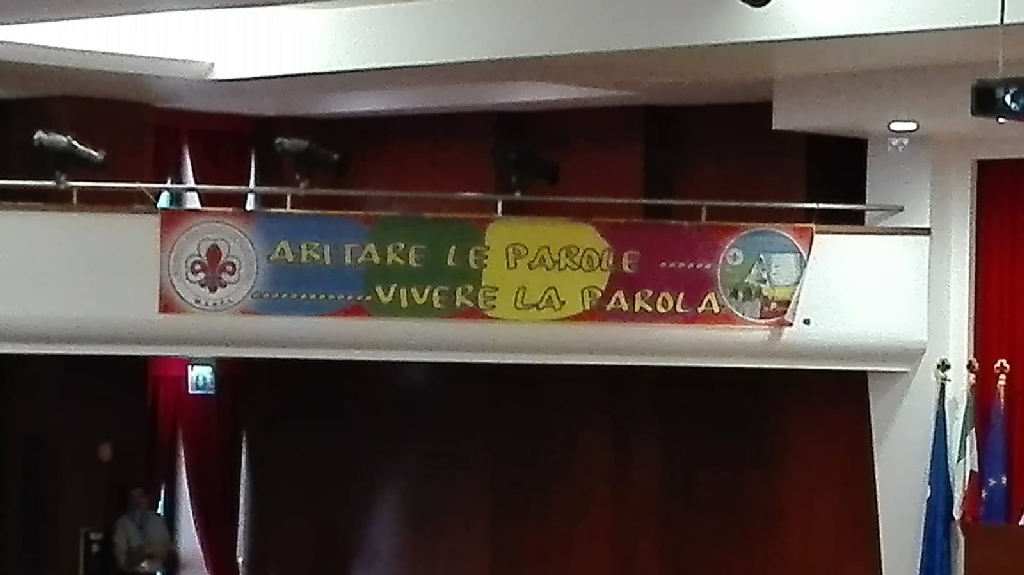 ABITARE LE PAROLE ......
............VIVERE LA PAROLA